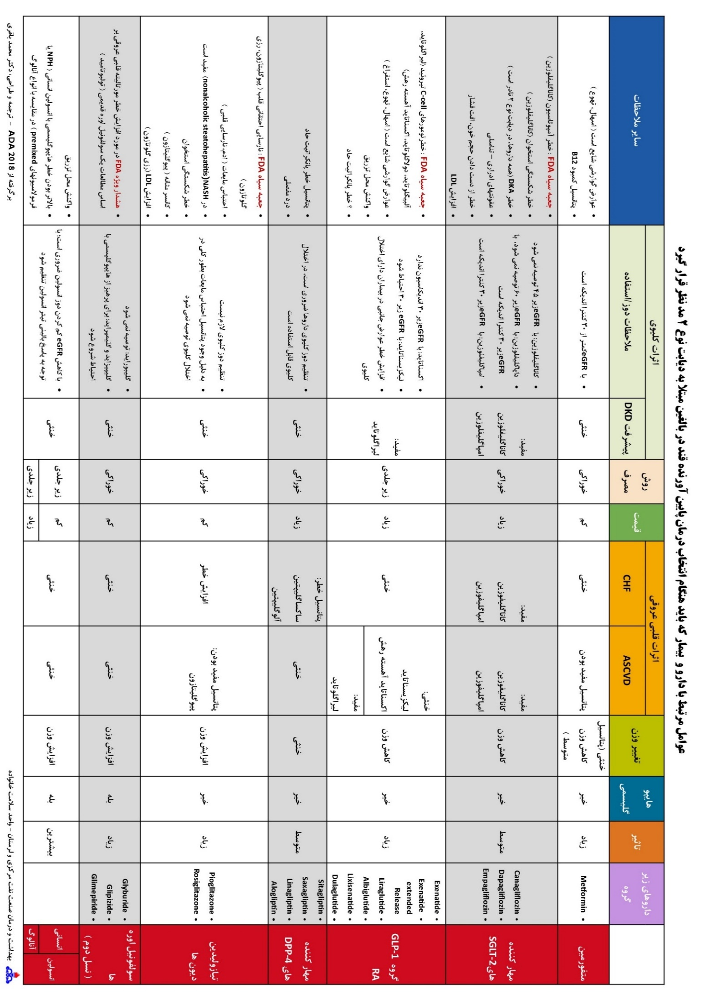 عوامل مرتبط با دارو و بیمار که باید هنگام انتخاب درمان پایین آورنده قند در بالغین مبتلا به دیابت نوع ۲ مد نظر قرار گیرد
داروهای زیر
گروه
تاثیر
هایپو
گلیسمی
تغییر وزن
اثرات قلبی عروقی
ASCVD
CHF
قیمت
روش
مصرف
اثرات کلیوی
پیشرفت DKD
ملاحظات دوز/استفاده
سایر ملاحظات
متفورمین
• Metformin
زیاد
خیر
خنثی (پتانسیل
کاهش وزن
متوسط )
پتانسیل مفید بودن
خنثی
کم
خوراکی
خنثی
• با eGFRکمتر از ۳۰ کنترا اندیکه است
• عوارض گوارشی شایع است ( اسهال، تهوع )
• پتانسیل کمبود B12
مهار کننده
های SGLT-2
• Canagliflozin
• Dapagliflozin
• Empagliflozin
متوسط
خیر
کاهش وزن
مفید:
کاناگلیفوزین
امپاگلیفوزین
مفید:
کاناگلیفوزین
امپاگلیفوزین
زیاد
خوراکی
مفید:
کاناگلیفلوزین
امپاگلیفلوزین
• کاناگلیفلوزین: با eGFRزیر ۴۵ توصیه نمی شود
• داپاگلیفلوزین: با eGFRزیر ۶۰ توصیه نمی شود، با
eGFRزیر ۳۰ کنترا اندیکه است
• امپاگلیفلوزین: با eGFRزیر ۳۰ کنترا اندیکه است
• جعبه سیاه FDA : خطر آمپوتاسیون (کاناگلیفلوزین )
• خطر شکستگی استخوان (کاناگلیفلوزین )
• خطر DKA (همه داروها، در دیابت نوع ۲ نادر است )
• عفونتهای ادراری – تناسلی
• خطر از دست دادن حجم خون، افت فشار
• افزایش LDL
گروه GLP-1
RA
• Exenatide
• Exenatide
extended
Release
• Liraglutide
• Albiglutide
• Lixisenatide
• Dulaglutide
زیاد
خیر
کاهش وزن
خنثی:
لیکزیسناتاید
اکسناتاید آهسته رهش
مفید:
لیراگلوتاید
خنثی
زیاد
زیر جلدی
مفید:
لیراگلوتاید
• اکسناتاید: با eGFRزیر ۳۰ اندیکاسیون ندارد
• لیکزیسناتاید: با eGFR زیر ۳۰ احتیاط شود
• افزایش خطر عوارض جانبی در بیماران دارای اختلال
کلیوی
• جعبه سیاه FDA : خطر تومورهای C-cell تیروئید (لیراگلوتاید،
آلبیگلوتاید، دولاگلوتاید، اکسناتاید آهسته رهش)
• عوارض گوارشی شایع است ( اسهال، تهوع، استفراغ )
• واکنش محل تزریق
• ؟ خطر پانکراتیت حاد
مهار کننده
های DPP-4
• Sitagliptin
• Saxagliptin
• Linagliptin
• Alogliptin
متوسط
خیر
خنثی
خنثی
پتانسیل خطر:
ساکساگلیپتین
آلوگلیپتین
زیاد
خوراکی
خنثی
• تنظیم دوز کلیوی داروها ضروری است، در اختلال
کلیوی قابل استفاده است
• پتانسیل خطر پانکراتیت حاد
• درد مفصلی
تیازولیدین
دیون ها
• Pioglitazone
• Rosiglitazone
زیاد
خیر
افزایش وزن
پتانسیل مفید بودن:
پیوگلیتازون
افزایش خطر
کم
خوراکی
خنثی
• تنظیم دوز کلیوی لازم نیست
• به دلیل وجود پتانسیل احتباس مایعات بطور کلی در
اختلال کلیوی توصیه نمی شود
• جعبه سیاه FDA : نارسایی احتقانی قلب ( پیوگلیتازون، رزی
گلوتازون )
• احتباس مایعات ( ادم، نارسایی قلبی )
• در NASH(nonalcoholic steatohepatitis) مفید است
• خطر شکستگی استخوان
• کانسر مثانه ( پیوگلیتازون )
• افزایش LDL (رزی گلوتازون )
سولفونیل اوره
ها
( نسل دوم )
• Glyburide
• Glipizide
• Glimepiride
زیاد
بله
افزایش وزن
خنثی
خنثی
کم
خوراکی
خنثی
• گلیبوراید: توصیه نمی شود
• گلیپیزاید و گلیمپراید: برای پرهیز از هایپوگلیسمی با
احتیاط شروع شود
• هشدار ویژه FDA در مورد افزایش خطر مورتالیته قلبی عروقی بر
اساس مطالعات یک سولفونیل اوره قدیمی ( تولبوتامید )
انسولین
انسانی
آنالوگ
بیشترین
بله
افزایش وزن
خنثی
خنثی
کم
زیاد
زیر جلدی
زیر جلدی
خنثی
• با کاهش eGFR کم کردن دوز انسولین ضروری است؛ با
توجه به پاسخ بالینی تیتر انسولین تنظیم شود
• واکنش محل تزریق
• بالاتر بودن خطر هایپوگلیسمی با انسولین انسانی ( NPH یا
فرمولاسیونهای premixed ) در مقایسه با انواع آنالوگ
بهداشت و درمان صنعت نفت مرکزی و لرستان – واحد سلامت خانواده
برگرفته از ADA 2018 – ترجمه و طراحی: دکتر محمد باقری